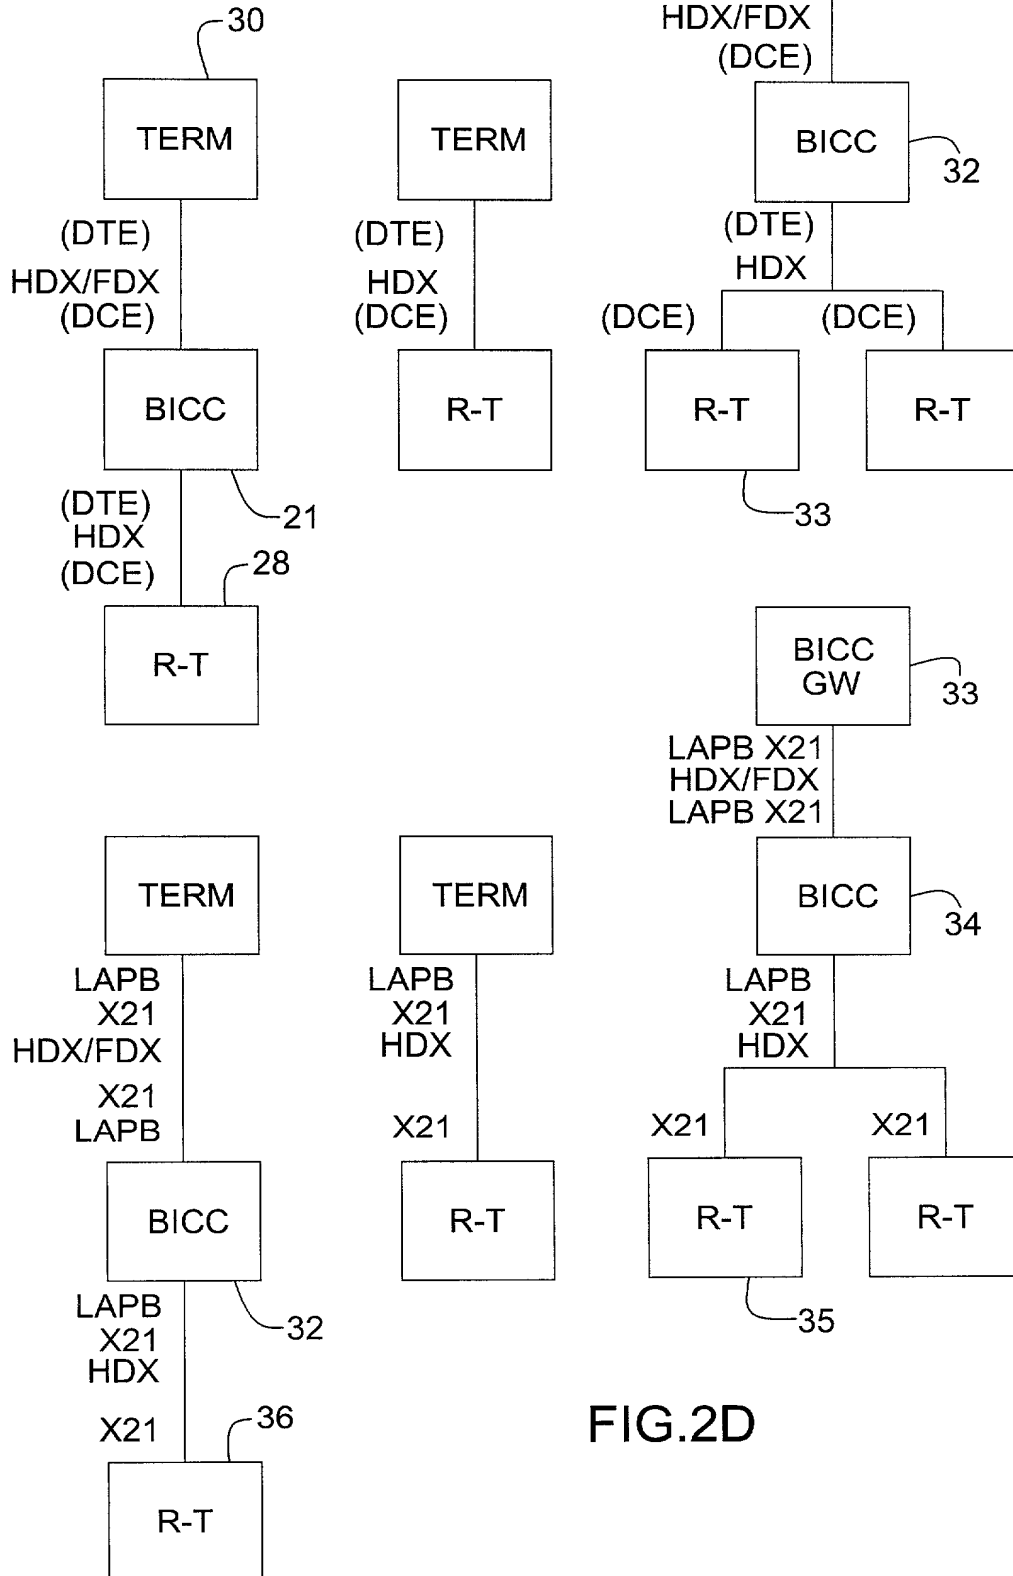 30
TERM
(DTE)
HDX/FDX
(DCE)
BICC
21
(DTE)
HDX
(DCE)
28
R-T
TERM
(DTE)
HDX
(DCE)
R-T
HDX/FDX
(DCE)
BICC
32
(DTE)
HDX
(DCE)
(DCE)
R-T
R-T
33
BICC
GW
33
LAPB X21
HDX/FDX
LAPB X21
BICC
34
LAPB
X21
HDX
X21
X21
R-T
R-T
35
TERM
LAPB
X21
HDX/FDX
X21
LAPB
BICC
32
LAPB
X21
HDX
X21
36
R-T
TERM
LAPB
X21
HDX
X21
R-T
FIG.2D